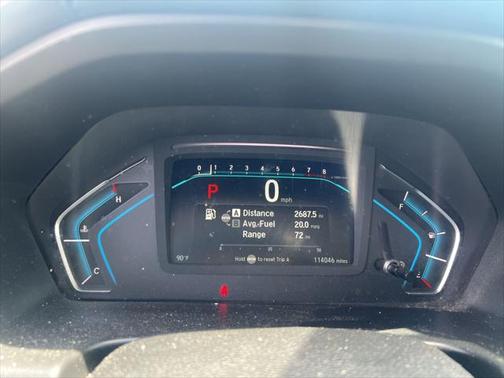 0 1 2 3 4 5 6 7 8
P 0
mph
H F
A Distance 2687.5 mi
Avg.Fuel 20.0 mpg
Range 72 mi
C
90°F Hold to reset Trip A 114046 miles